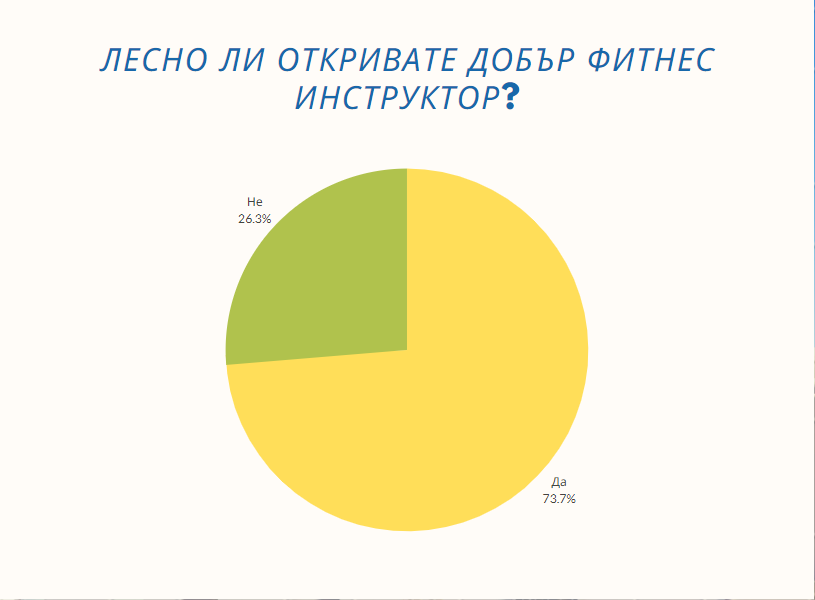 ЛЕСНО ЛИ ОТКРИВАТЕ ДОБЪР ФИТНЕС
ИНСТРУКТОР?
Не
26.3%
Да
73.7%